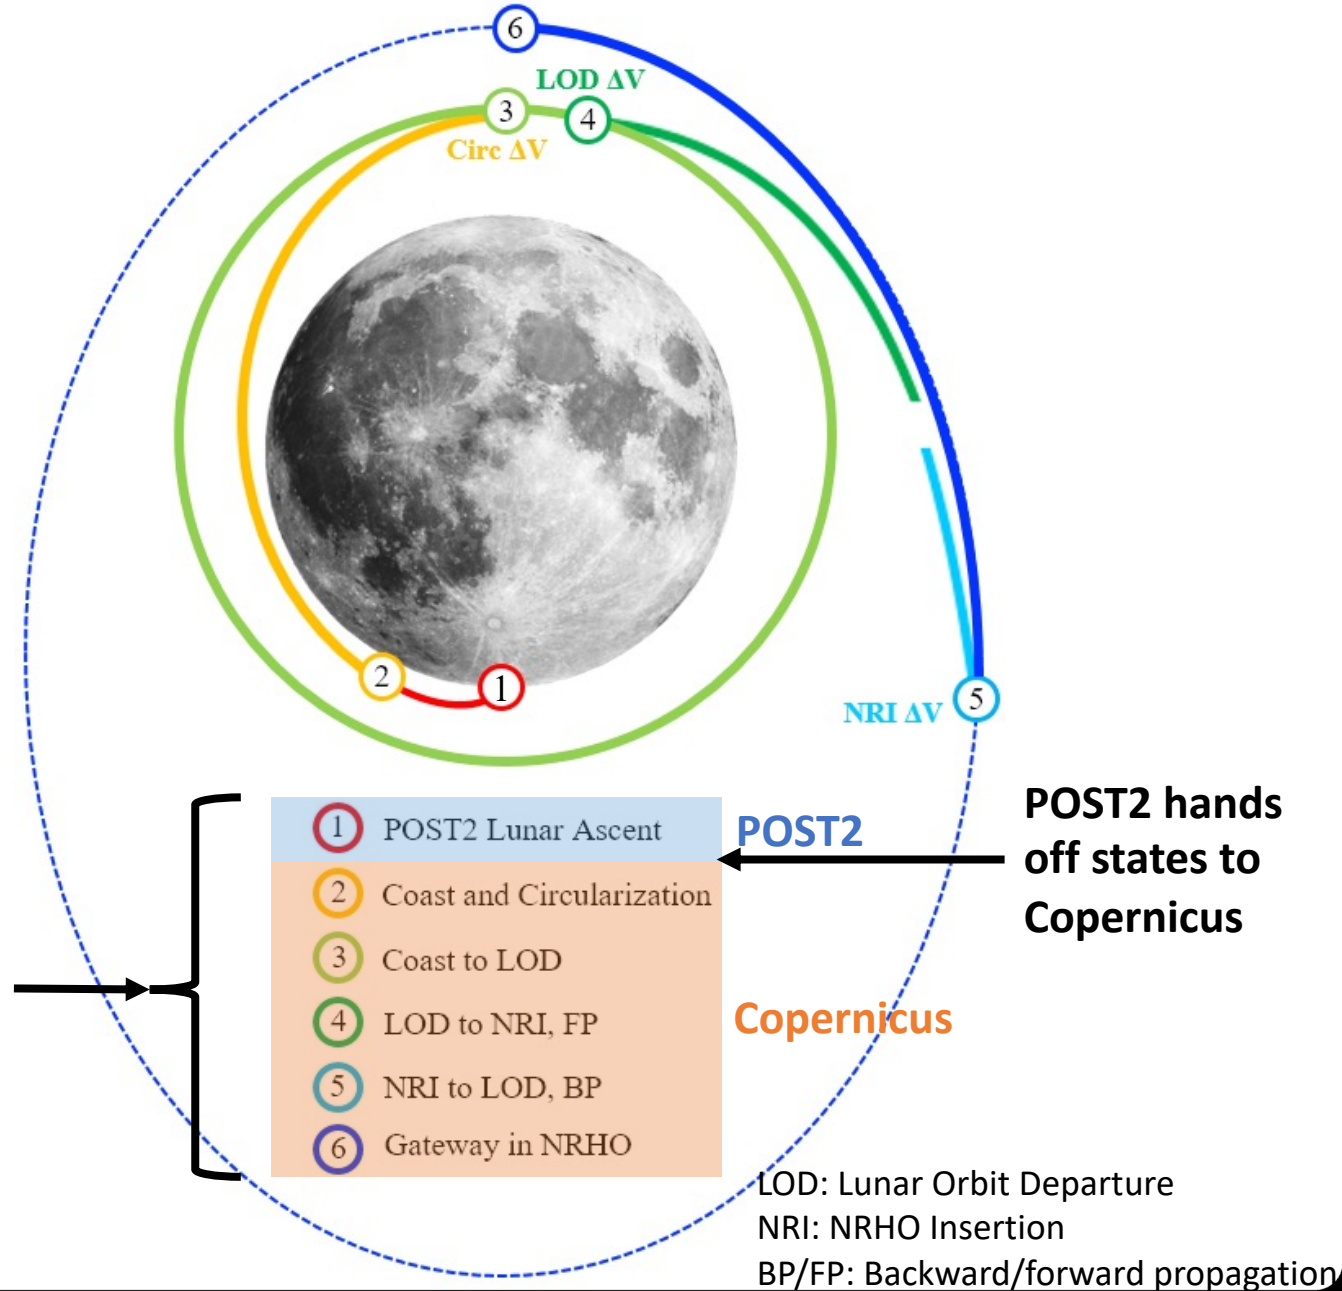 6
LOD ΔV
3
4
Circ ΔV
2
1
5
NRI ΔV
POST2 hands
off states to
Copernicus
1 POST2 Lunar Ascent
POST2
2 Coast and Circularization
3 Coast to LOD
4 LOD to NRI, FP
Copernicus
5 NRI to LOD, BP
6 Gateway in NRHO
LOD: Lunar Orbit Departure
NRI: NRHO Insertion
BP/FP: Backward/forward propagation